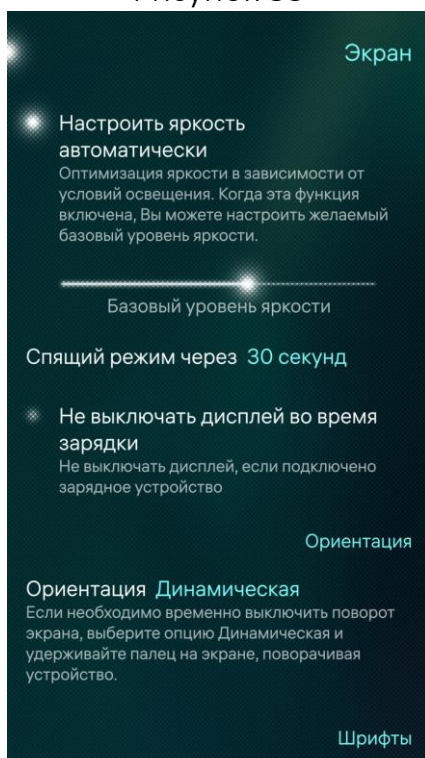 Экран
Настроить яркость
автоматически
Оптимизация яркости в зависимости от
условий освещения. Когда эта функция
включена, Вы можете настроить желаемый
базовый уровень яркости.
Базовый уровень яркости
Спящий режим через 30 секунд
Не выключать дисплей во время
зарядки
Не выключать дисплей, если подключено
зарядное устройство
Ориентация
Ориентация Динамическая
Если необходимо временно выключить поворот
экрана, выберите опцию Динамическая и
удерживайте палец на экране, поворачивая
устройство.
Шрифты